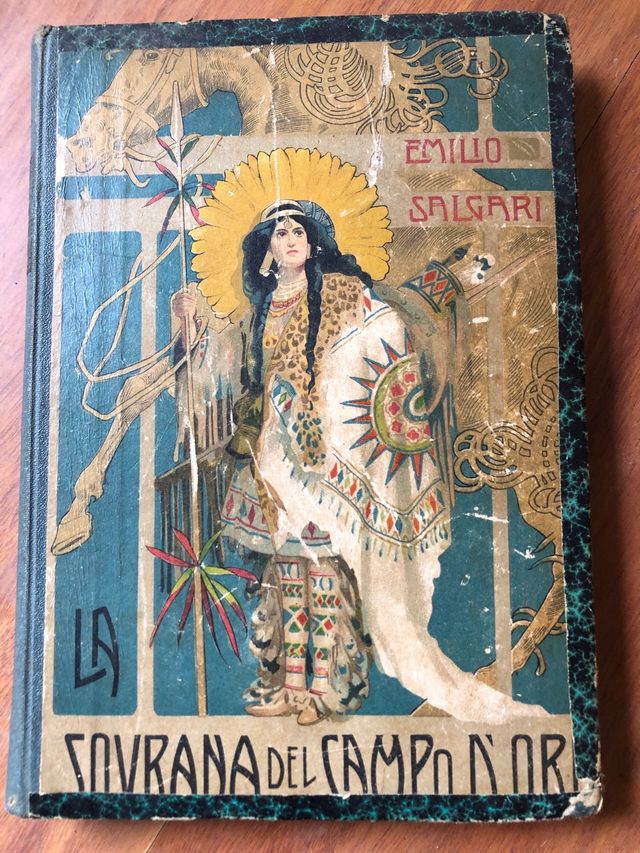 EMILIO
SALGARI
LA
SOVRANA DEL CAMPO D'OR